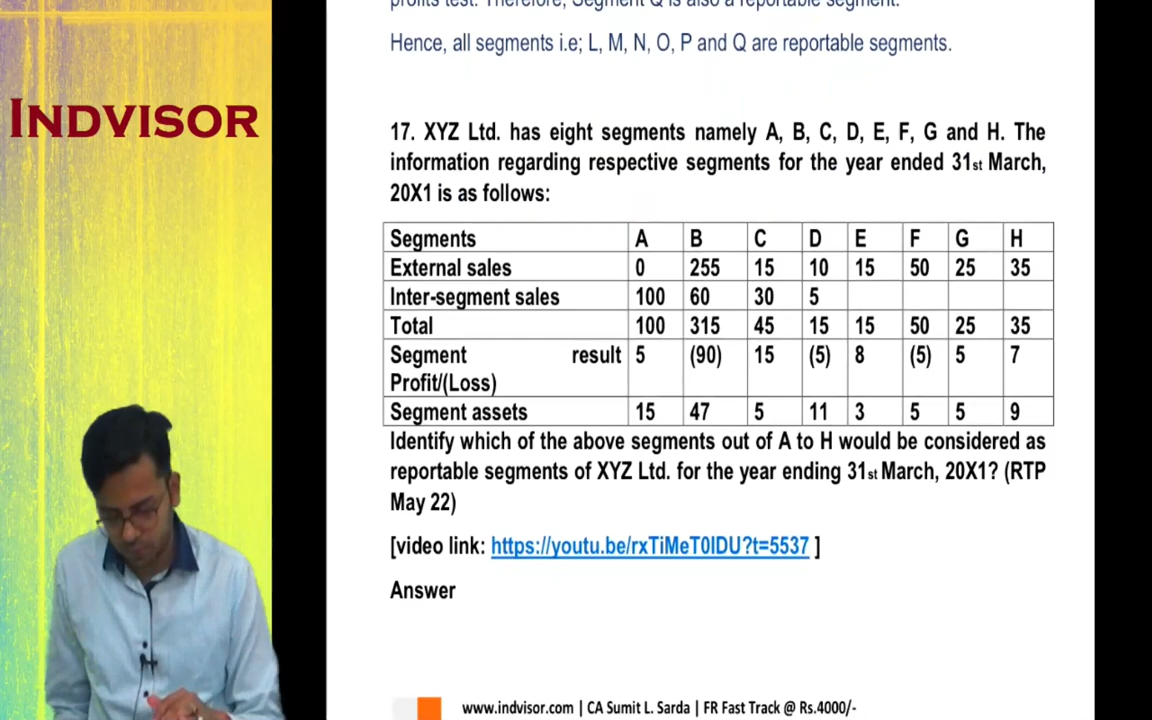 profits test. Therefore, Segment Q is also a reportable segment.
Hence, all segments i.e; L, M, N, O, P and Q are reportable segments.
INDVISOR
17. XYZ Ltd. has eight segments namely A, B, C, D, E, F, G and H. The
information regarding respective segments for the year ended 31st March,
20X1 is as follows:
Segments A B C D E F G H
External sales 0 255 15 10 15 50 25 35
Inter-segment sales 100 60 30 5
Total 100 315 45 15 15 50 25 35
Segment result 5 (90) 15 (5) 8 (5) 5 7
Profit/(Loss)
Segment assets 15 47 5 11 3 5 5 9
Identify which of the above segments out of A to H would be considered as
reportable segments of XYZ Ltd. for the year ending 31st March, 20X1? (RTP
May 22)
[video link: https://youtu.be/rxTiMeT0IDU?t=5537 ]
Answer
www.indvisor.com | CA Sumit L. Sarda | FR Fast Track @ Rs.4000/-